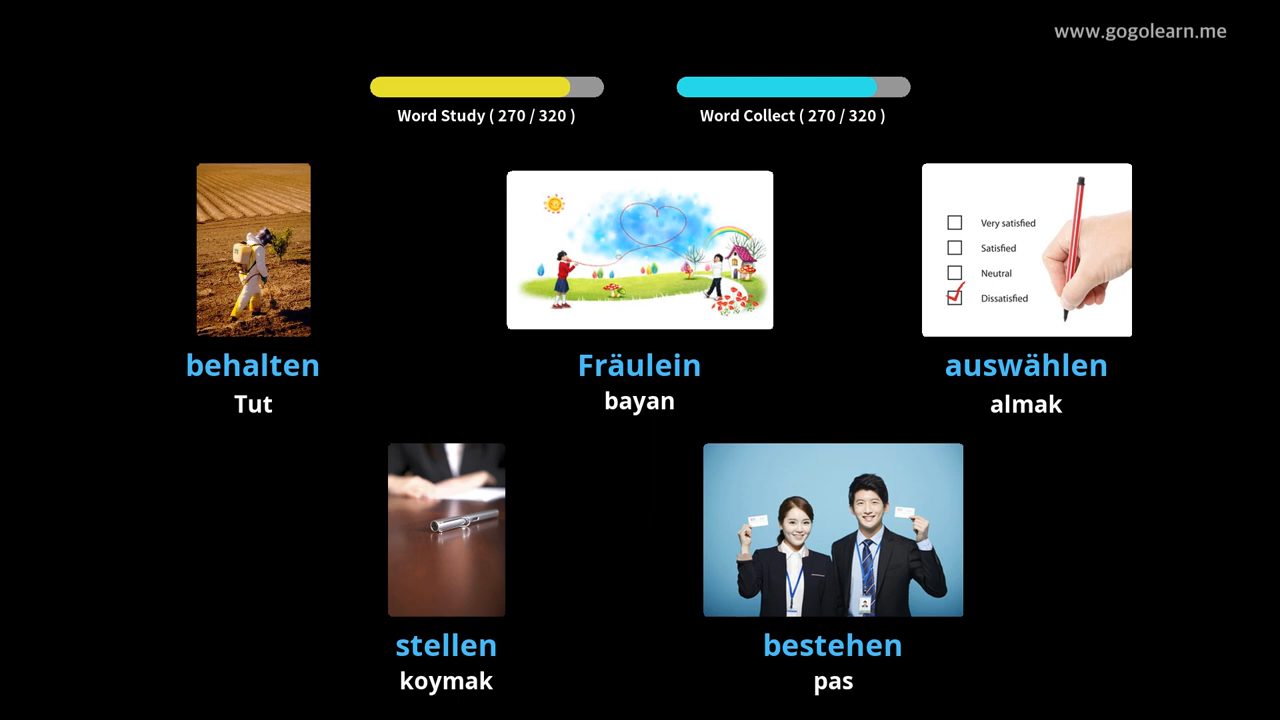 www.gogolearn.me
Word Study ( 270 / 320 )
Word Collect ( 270 / 320 )
Very satisfied
Satisfied
Neutral
Dissatisfied
behalten
Tut
Fräulein
bayan
auswählen
almak
stellen
koymak
bestehen
pas